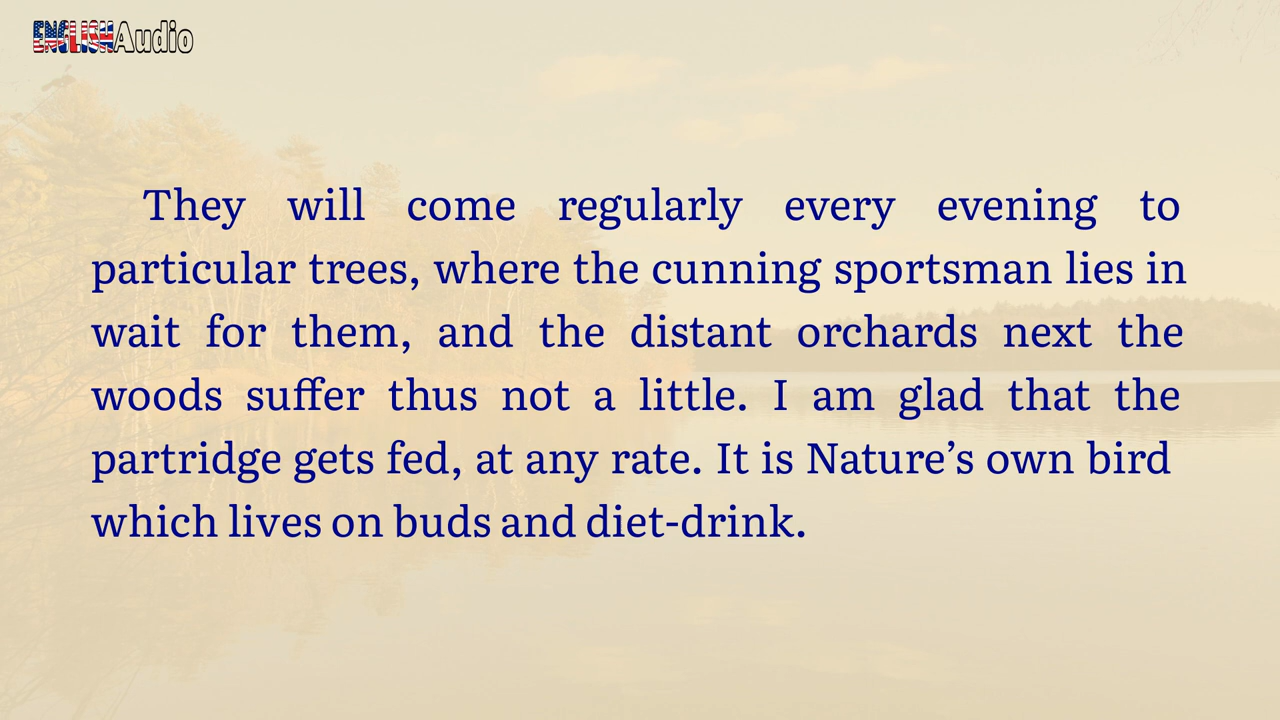 ENGLISHAudio
They will come regularly every evening to
particular trees, where the cunning sportsman lies in
wait for them, and the distant orchards next the
woods suffer thus not a little. I am glad that the
partridge gets fed, at any rate. It is Nature’s own bird
which lives on buds and diet-drink.